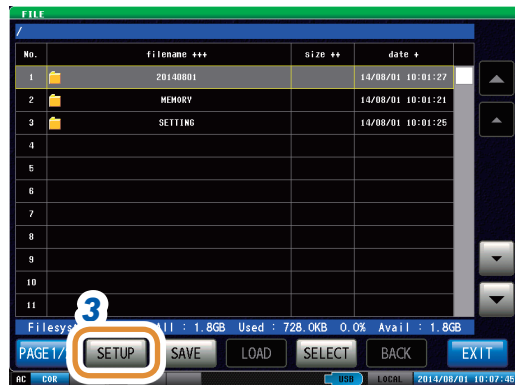 FILE
/
No. filename +++ size ++ date +
1 20140801 14/08/01 10:01:27
2 MEMORY 14/08/01 10:01:21
3 SETTING 14/08/01 10:01:25
4
5
6
7
8
9
10
11
3
All : 1.8GB Used : 728.0KB 0.0% Avail : 1.8GB
PAGE1/ SETUP SAVE LOAD SELECT BACK EXIT
AC COR USB LOCAL 2014/08/01 10:07:45